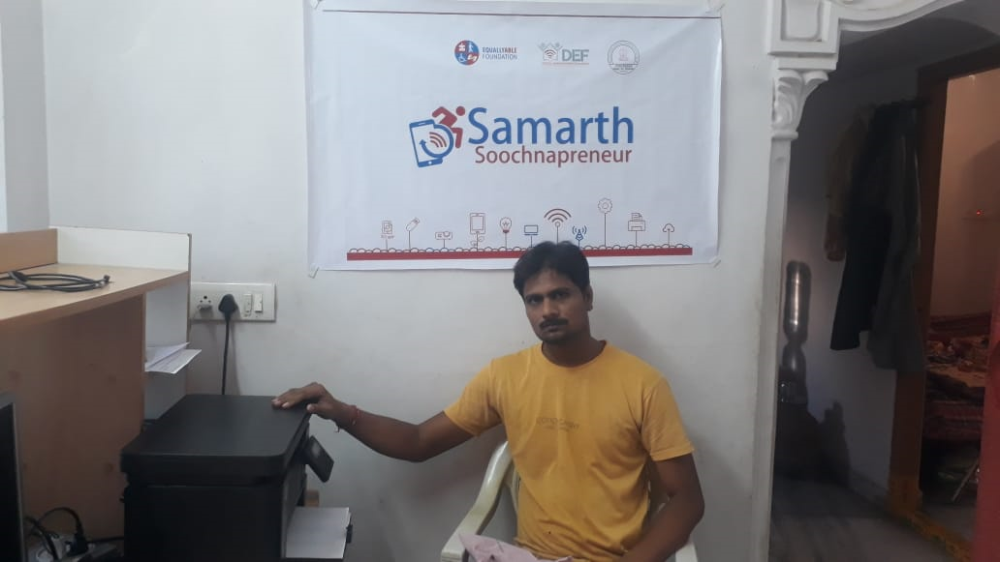 EQUALLYABLE
FOUNDATION
DEF
Samarth
Soochnapreneur